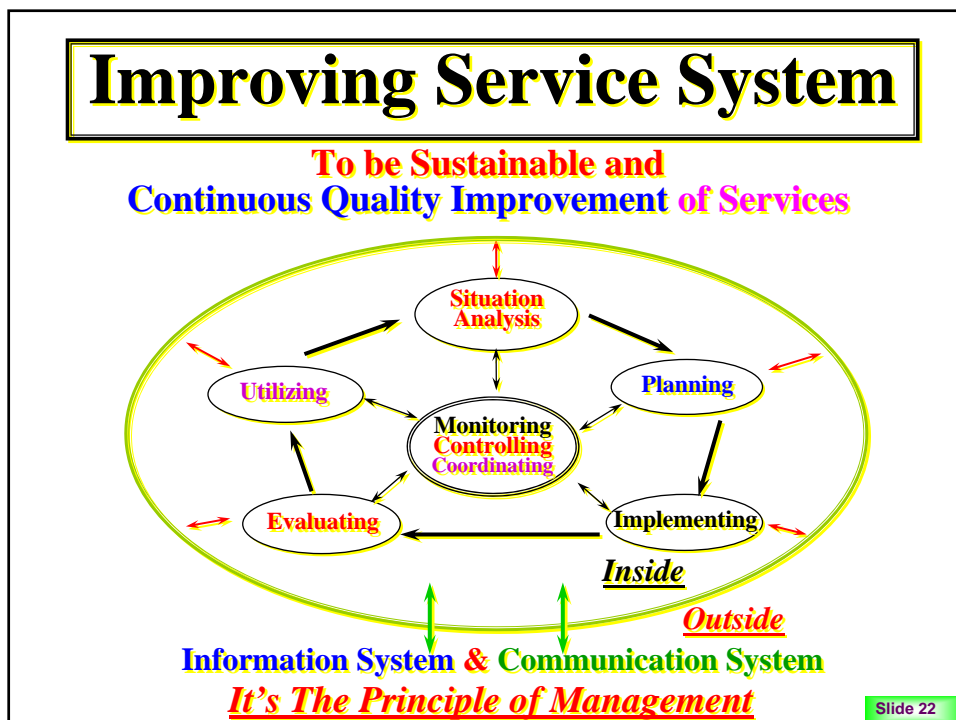 Improving Service System
To be Sustainable and
Continuous Quality Improvement of Services
Situation
Analysis
Utilizing
Planning
Monitoring
Controlling
Coordinating
Evaluating
Implementing
Inside
Outside
Information System & Communication System
It's The Principle of Management
Slide 22